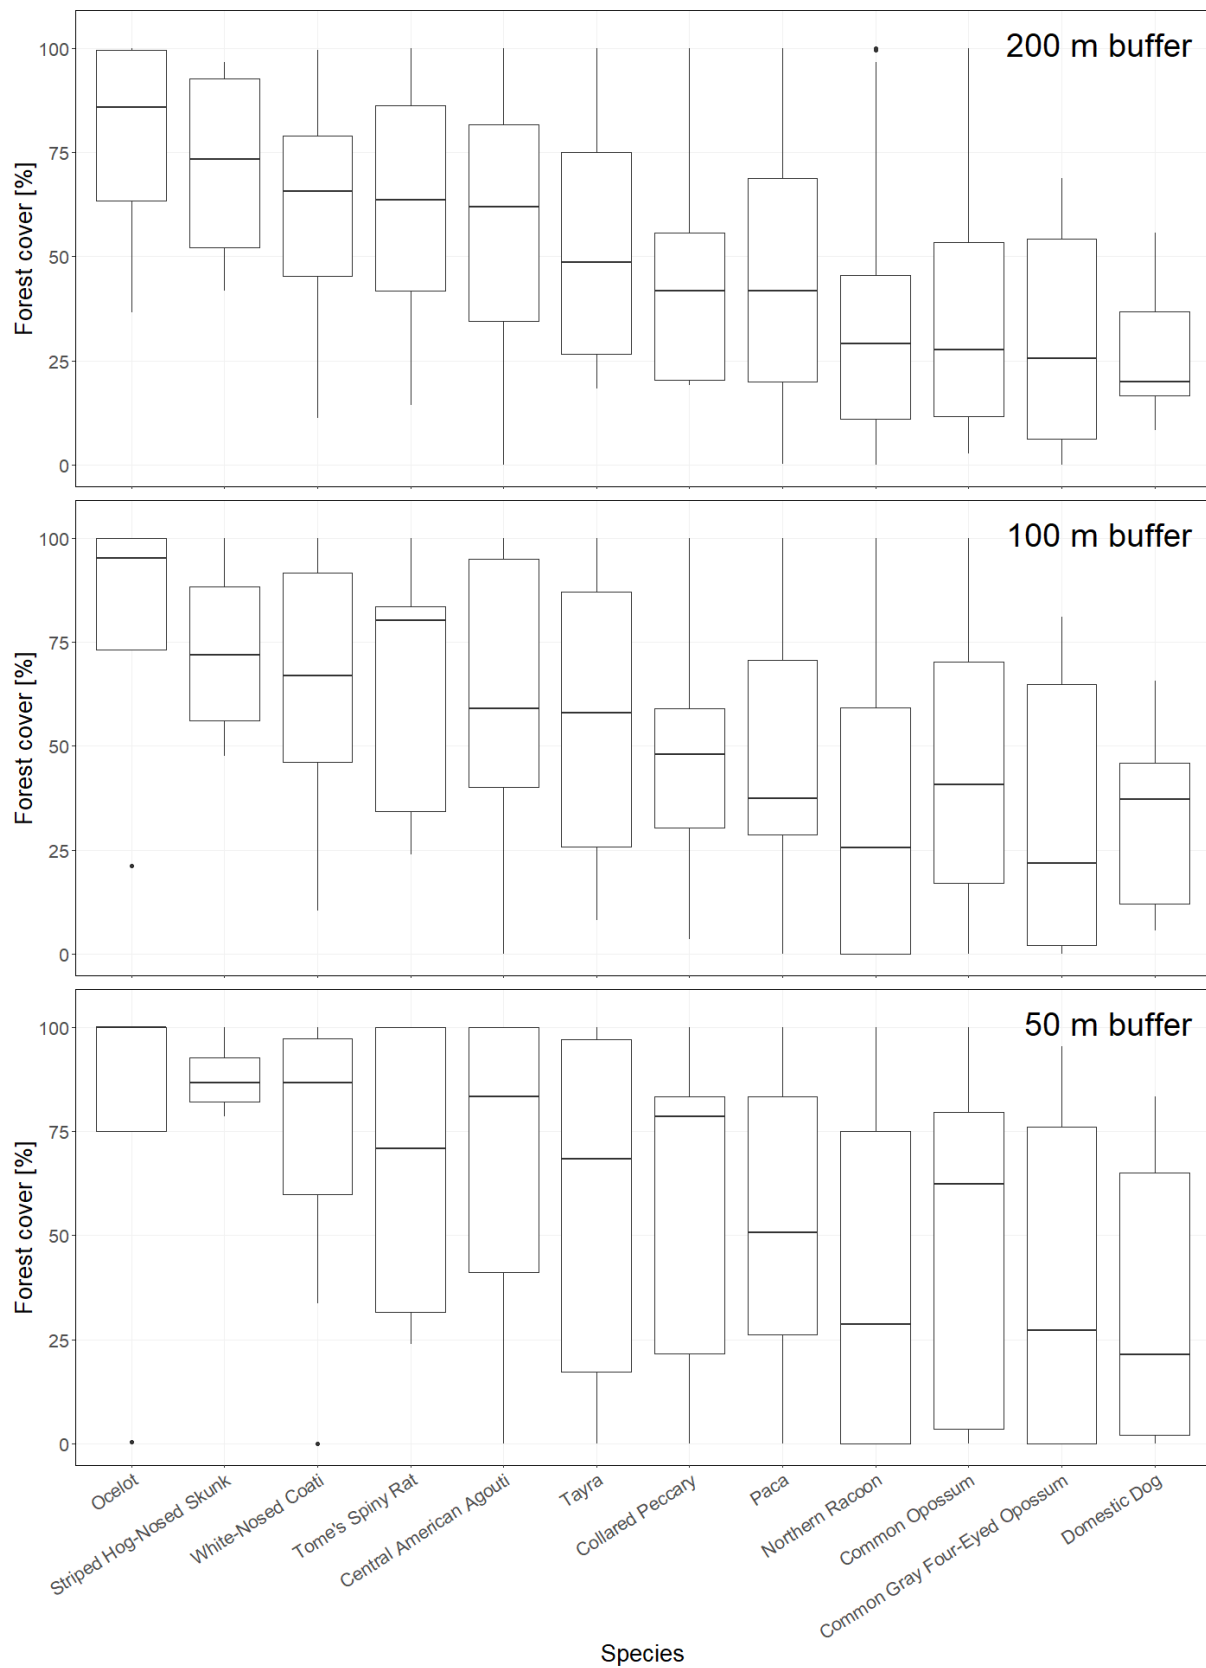 200 m buffer
100
75
50
25
0
Forest cover [%]
100 m buffer
100
75
50
25
0
Forest cover [%]
50 m buffer
100
75
50
25
0
Forest cover [%]
Ocelot
Striped Hog-Nosed Skunk
White-Nosed Coati
Tome's Spiny Rat
Central American Agouti
Tayra
Collared Peccary
Paca
Northern Racoon
Common Opossum
Common Gray Four-Eyed Opossum
Domestic Dog
Species